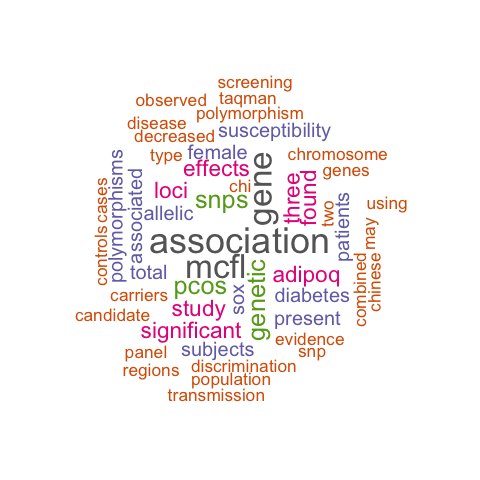 screening
observed
taqman
polymorphism
disease
susceptibility
decreased
type
female
chromosome
effects
genes
gene
three
found
loci
chi
snps
two
using
polymorphisms
associated
allelic
patients
may
controls
cases
association
mcfl
genetic
adipoq
combined
chinese
total
pcos
sox
diabetes
carriers
study
present
candidate
significant
evidence
panel
subjects
snp
regions
discrimination
population
transmission